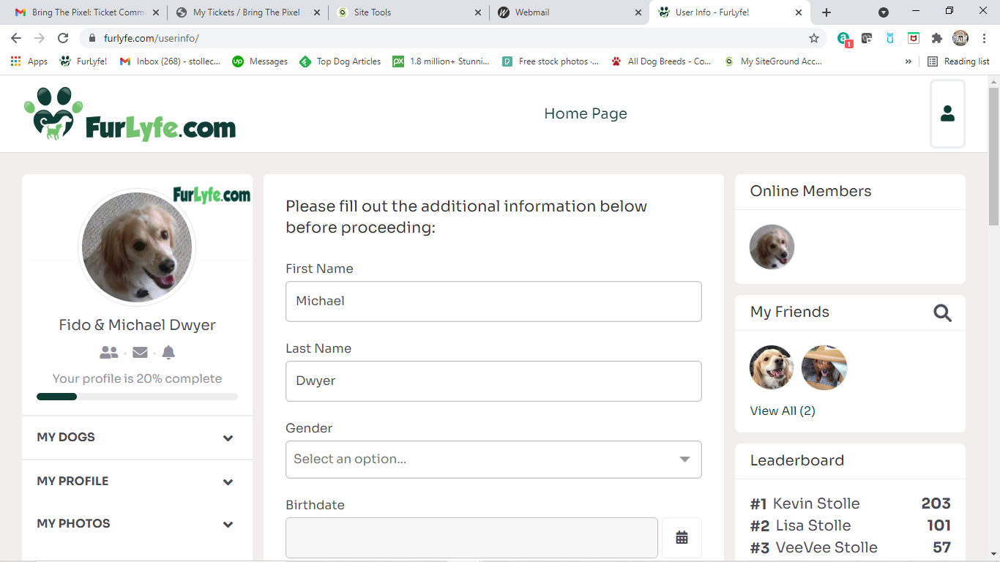 Bring The Pixel: Ticket Comm
My Tickets / Bring The Pixel
Site Tools
Webmail
User Info - FurLyfe!
furlyfe.com/userinfo/
1
Apps
FurLyfe!
Inbox (268) - stollec...
up
Messages
Top Dog Articles
px
1.8 million+ Stunni...
Free stock photos ·...
All Dog Breeds - Co...
My SiteGround Acc...
»
Reading list
FurLyfe.com
Home Page
FurLyfe.com
Fido & Michael Dwyer
Your profile is 20% complete
MY DOGS
MY PROFILE
MY PHOTOS
Please fill out the additional information below
before proceeding:
First Name
Michael
Last Name
Dwyer
Gender
Select an option...
Birthdate
Online Members
My Friends
View All (2)
Leaderboard
#1 Kevin Stolle 203
#2 Lisa Stolle 101
#3 VeeVee Stolle 57